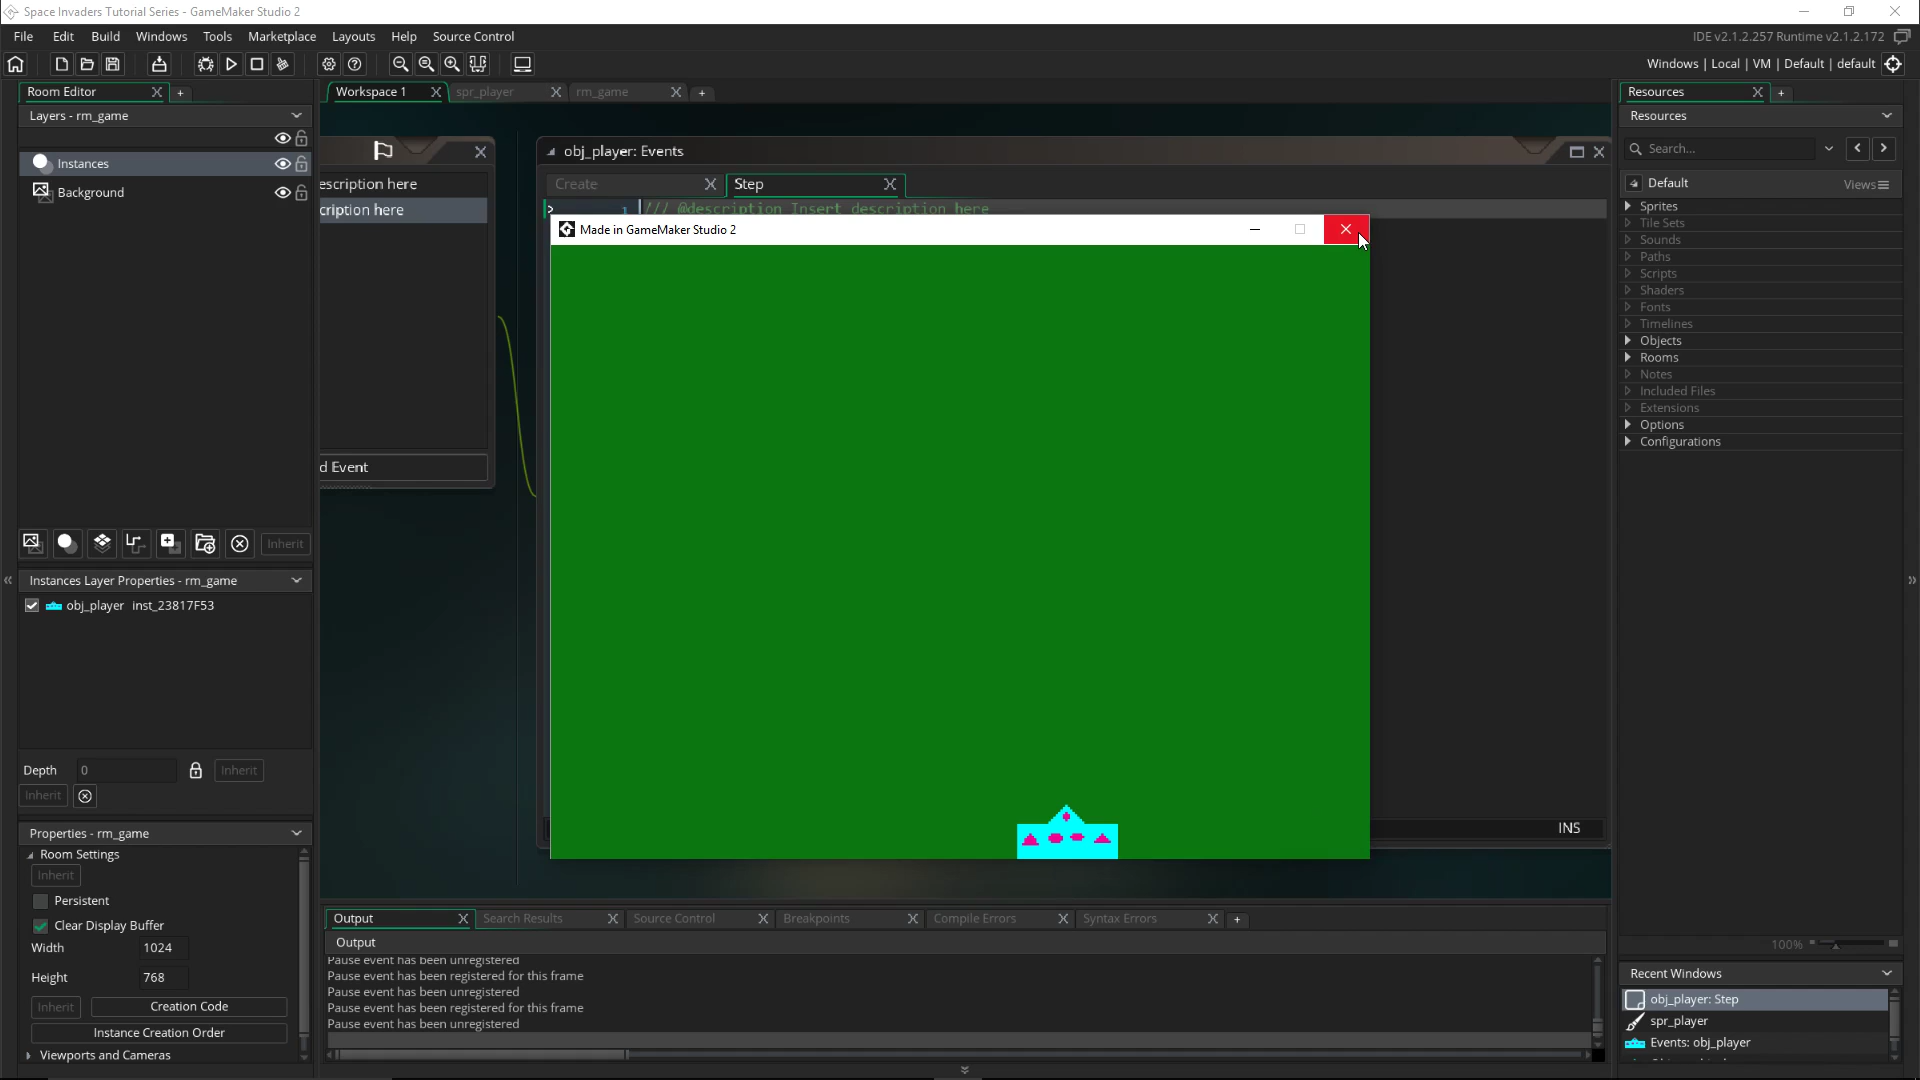 Space Invaders Tutorial Series - GameMaker Studio 2
File Edit Build Windows Tools Marketplace Layouts Help Source Control
IDE v2.1.2.257 Runtime v2.1.2.172
Windows | Local | VM | Default | default
Room Editor
Workspace 1 spr_player rm_game
Resources
Layers - rm_game
Resources
Search...
Instances
Background
escription here
cription here
d Event
obj_player: Events
Create Step
1 /// @description Insert description here
Made in GameMaker Studio 2
INS
Default Views
Sprites
Tile Sets
Sounds
Paths
Scripts
Shaders
Fonts
Timelines
Objects
Rooms
Notes
Included Files
Extensions
Options
Configurations
Inherit
Instances Layer Properties - rm_game
obj_player inst_23817F53
Depth 0 Inherit
Inherit
Properties - rm_game
Room Settings
Inherit
Persistent
Clear Display Buffer
Width 1024
Height 768
Inherit Creation Code
Instance Creation Order
Viewports and Cameras
Output Search Results Source Control Breakpoints Compile Errors Syntax Errors
Output
Pause event has been unregistered
Pause event has been registered for this frame
Pause event has been unregistered
Pause event has been registered for this frame
Pause event has been unregistered
100%
Recent Windows
obj_player: Step
spr_player
Events: obj_player